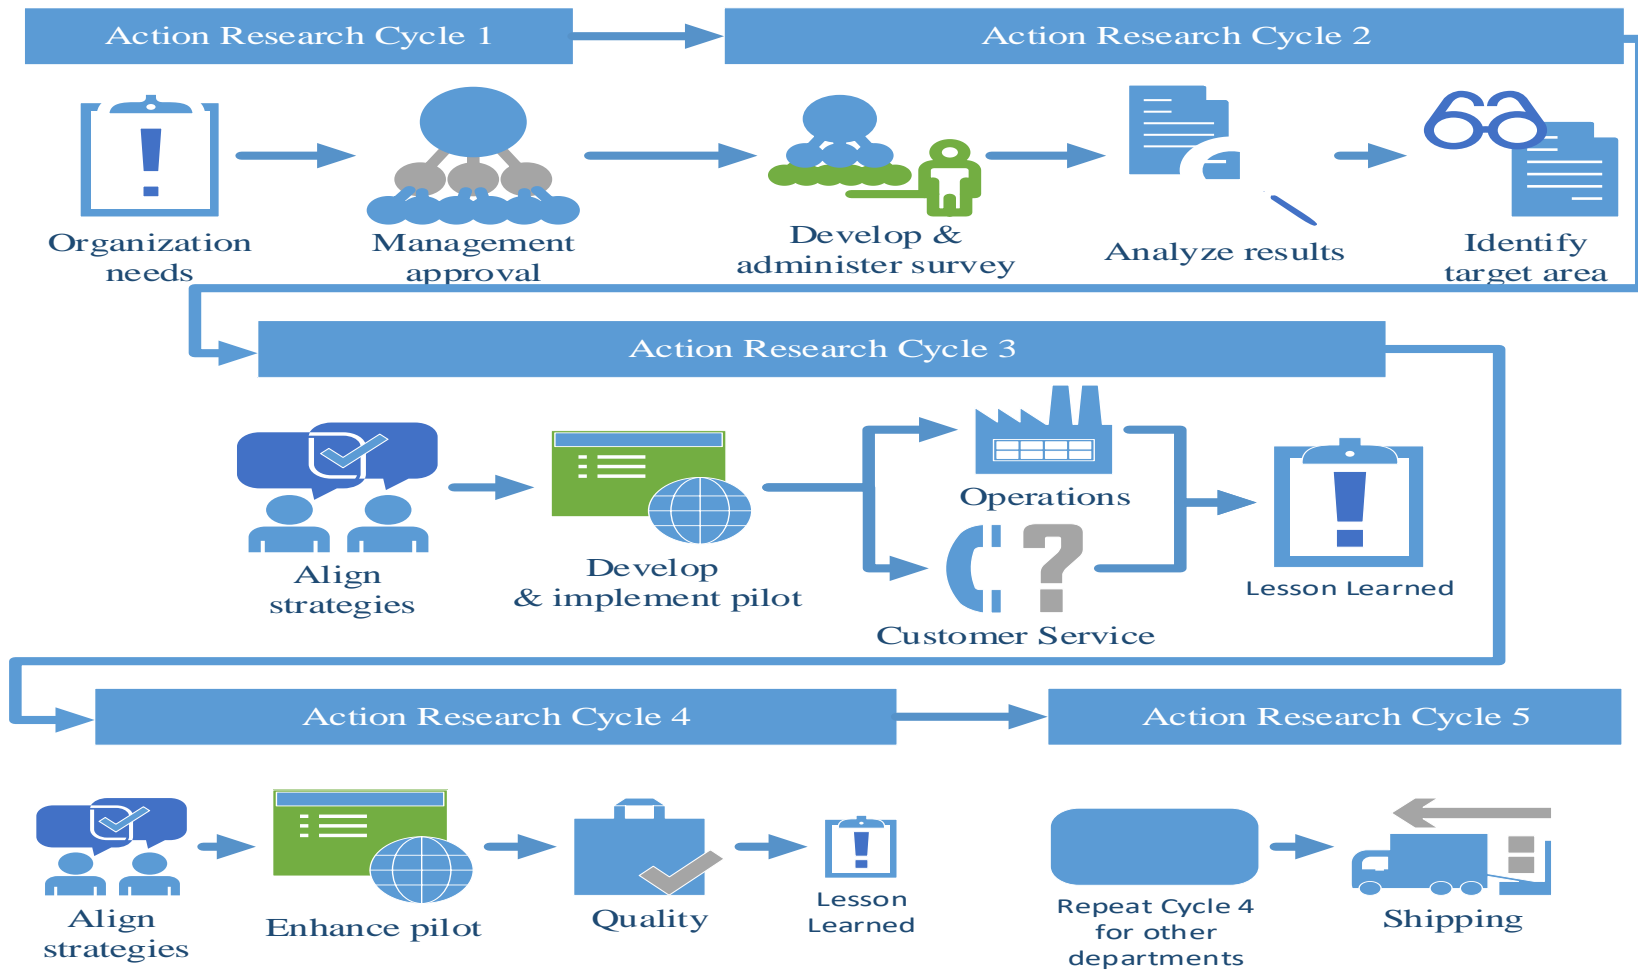 Action Research Cycle 1
Action Research Cycle 2
Organization
needs
Management
approval
Develop &
administer survey
Analyze results
Identify
target area
Action Research Cycle 3
Align
strategies
Develop
& implement pilot
Operations
Customer Service
Lesson Learned
Action Research Cycle 4
Action Research Cycle 5
Align
strategies
Enhance pilot
Quality
Lesson
Learned
Repeat Cycle 4
for other
departments
Shipping